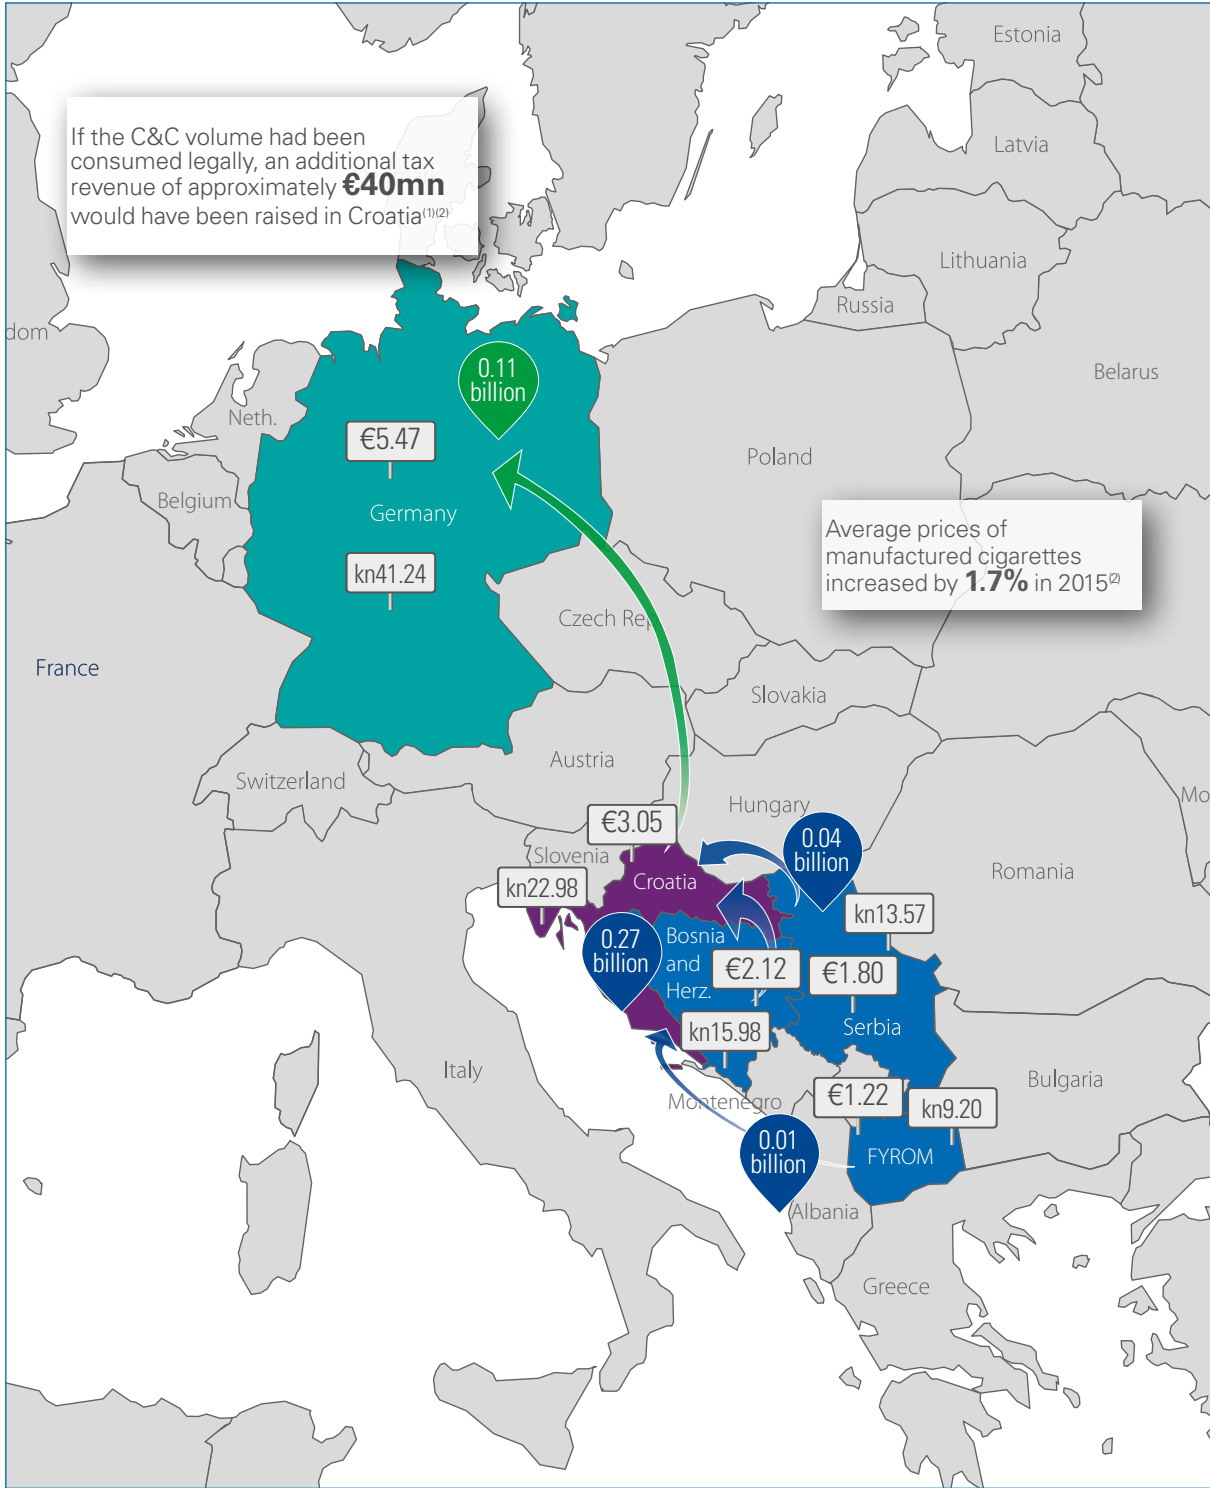 Estonia
If the C&C volume had been
consumed legally, an additional tax
revenue of approximately €40mn
would have been raised in Croatia(1)(2)
Latvia
Lithuania
Russia
dom
0.11
billion
Belarus
Neth.
€5.47
Poland
Belgium
Germany
Average prices of
manufactured cigarettes
increased by 1.7% in 2015(2)
kn41.24
Czech Rep
France
Slovakia
Austria
Switzerland
Hungary
Mo
€3.05
0.04
billion
Slovenia
Romania
Croatia
kn22.98
kn13.57
0.27
billion
Bosnia
and
Herz.
€2.12
€1.80
kn15.98
Serbia
Italy
Bulgaria
€1.22
kn9.20
Montenegro
0.01
billion
FYROM
Albania
Greece